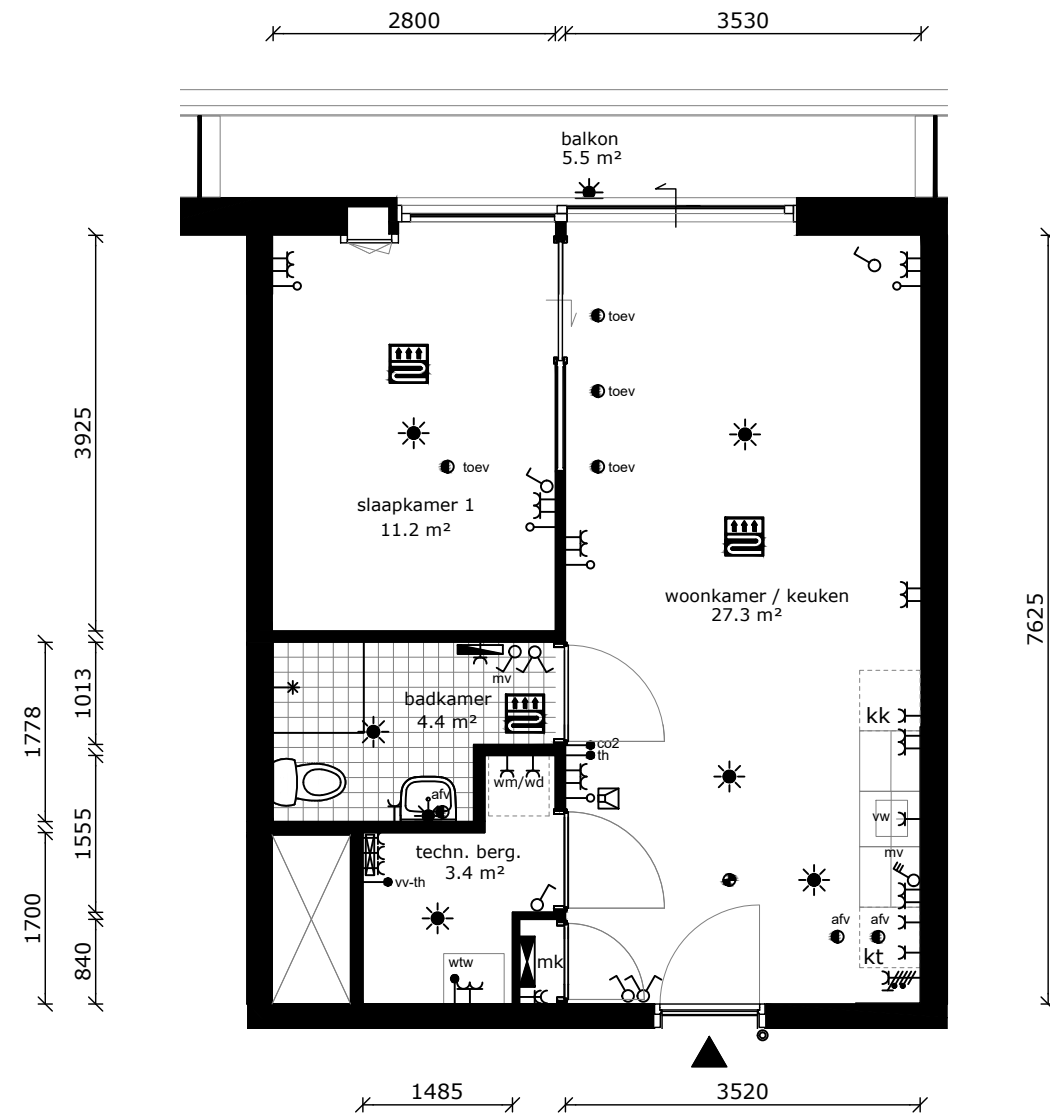 2800
3530
balkon
5.5 m²
toev
toev
toev
toev
3925
7625
slaapkamer 1
11.2 m²
woonkamer / keuken
27.3 m²
mv
badkamer
4.4 m²
kk
1013
1778
co2
th
wm/wd
afv
vw
mv
1555
techn. berg.
3.4 m²
vv-th
1700
840
afv
afv
kt
wtw
mk
1485
3520